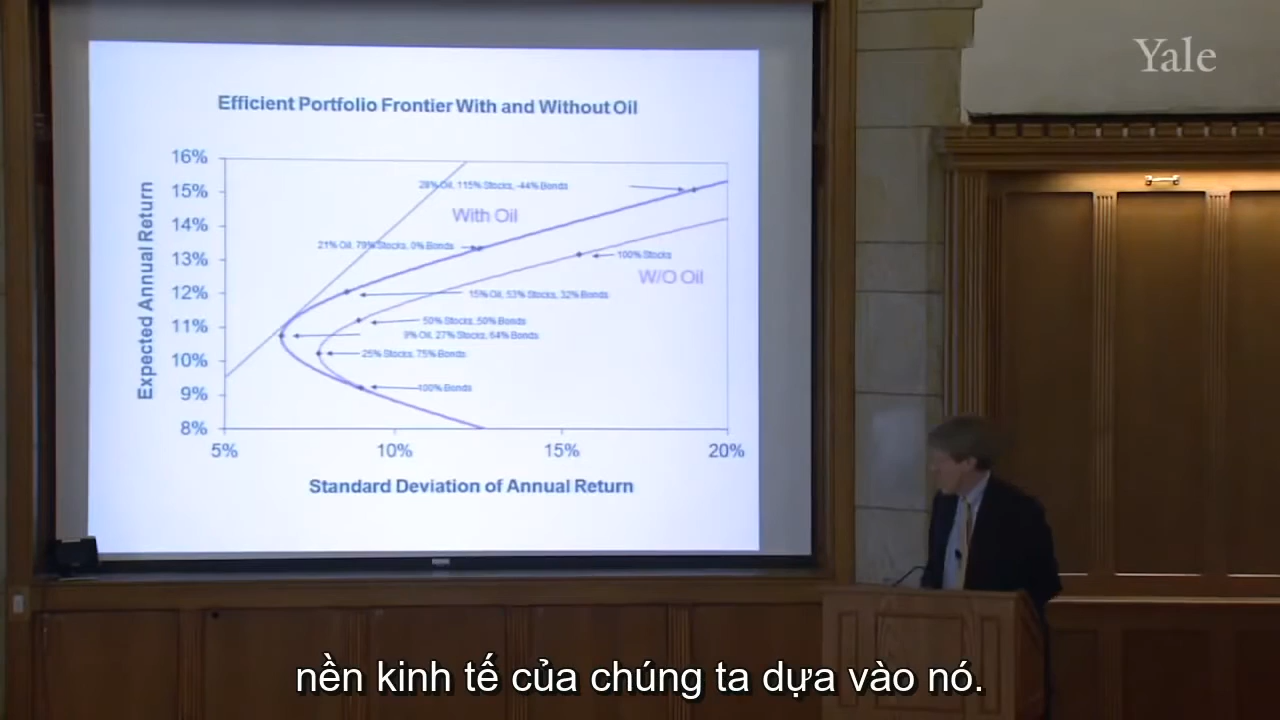 Yale
Efficient Portfolio Frontier With and Without Oil
Expected Annual Return
16%
15%
14%
13%
12%
11%
10%
9%
8%
28% Oil, 115% Stocks, -44% Bonds
With Oil
21% Oil, 79% Stocks, 0% Bonds
100% Stocks
W/O Oil
15% Oil, 53% Stocks, 32% Bonds
50% Stocks, 50% Bonds
9% Oil, 27% Stocks, 64% Bonds
25% Stocks, 75% Bonds
100% Bonds
5%
10%
15%
20%
Standard Deviation of Annual Return
nền kinh tế của chúng ta dựa vào nó.